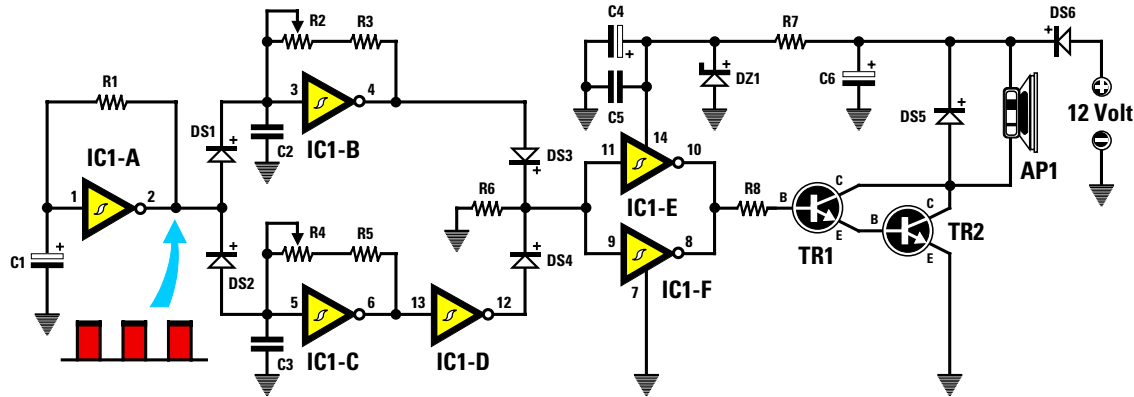 C4
R2
R3
R7
DS6
+
+
+
+
R1
C6
3
4
DZ1
C5
12 Volt
DS1
+
DS5
+
C2
IC1-B
11
14
10
AP1
IC1-A
DS3
+
1
2
R6
IC1-E
R8
B
C
+
R4
R5
+
9
8
E
B
C
C1
DS2
DS4
TR1
TR2
E
5
6
13
12
7
IC1-F
C3
IC1-C
IC1-D